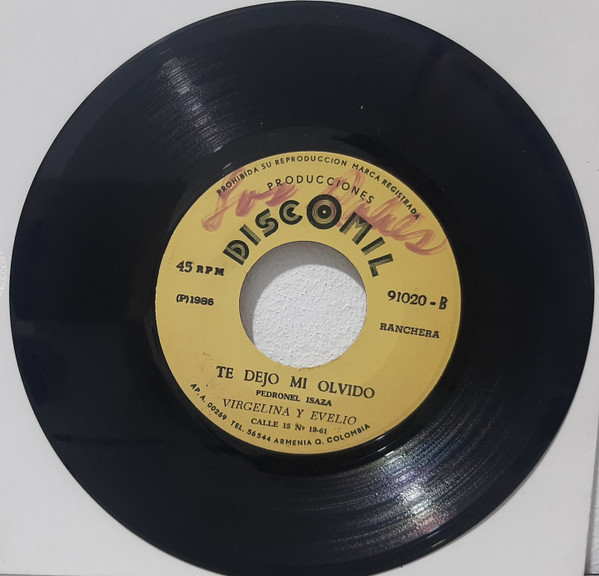 PROHIBIDA SU REPRODUCCION MARCA REGISTRADA
PRODUCCIONES
DISCOMIL
45 RPM
(P)1986
91020-B
RANCHERA
TE DEJO MI OLVIDO
PEDRONEL ISAZA
VIRGELINA Y EVELIO
CALLE 15 Nº 19-61
AP. A. 00269 TEL. 56544 ARMENIA Q. COLOMBIA